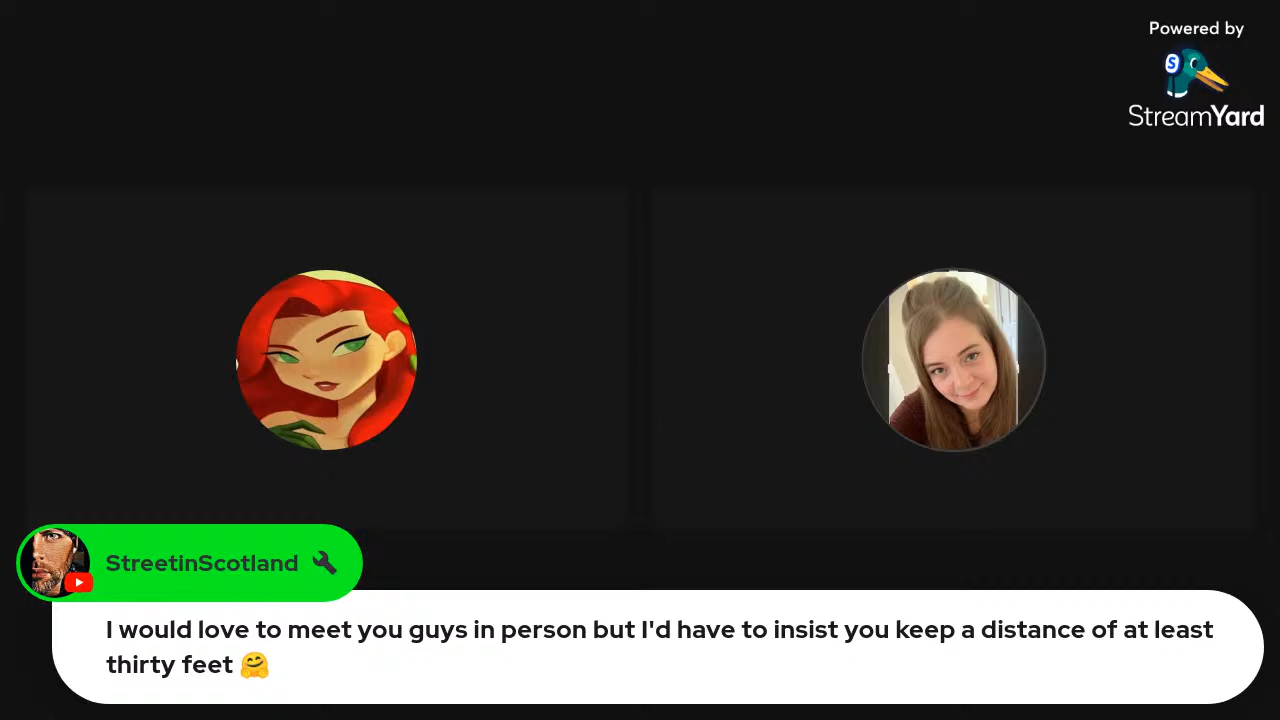 Powered by
S
StreamYard
StreetinScotland
I would love to meet you guys in person but I'd have to insist you keep a distance of at least
thirty feet 🤗